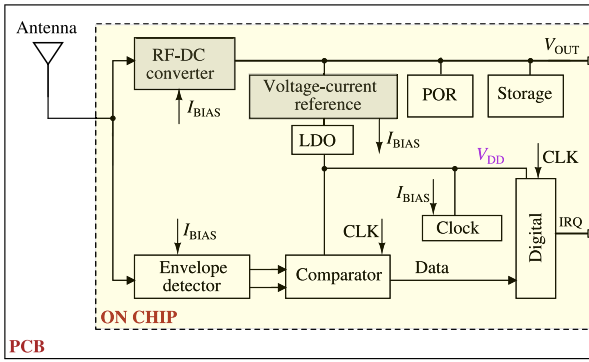 Antenna
RF-DC
converter
V_OUT
Voltage-current
reference
POR
Storage
I_BIAS
LDO
I_BIAS
V_DD
CLK
I_BIAS
Clock
I_BIAS
CLK
Digital
IRQ
Envelope
detector
Comparator
Data
ON CHIP
PCB